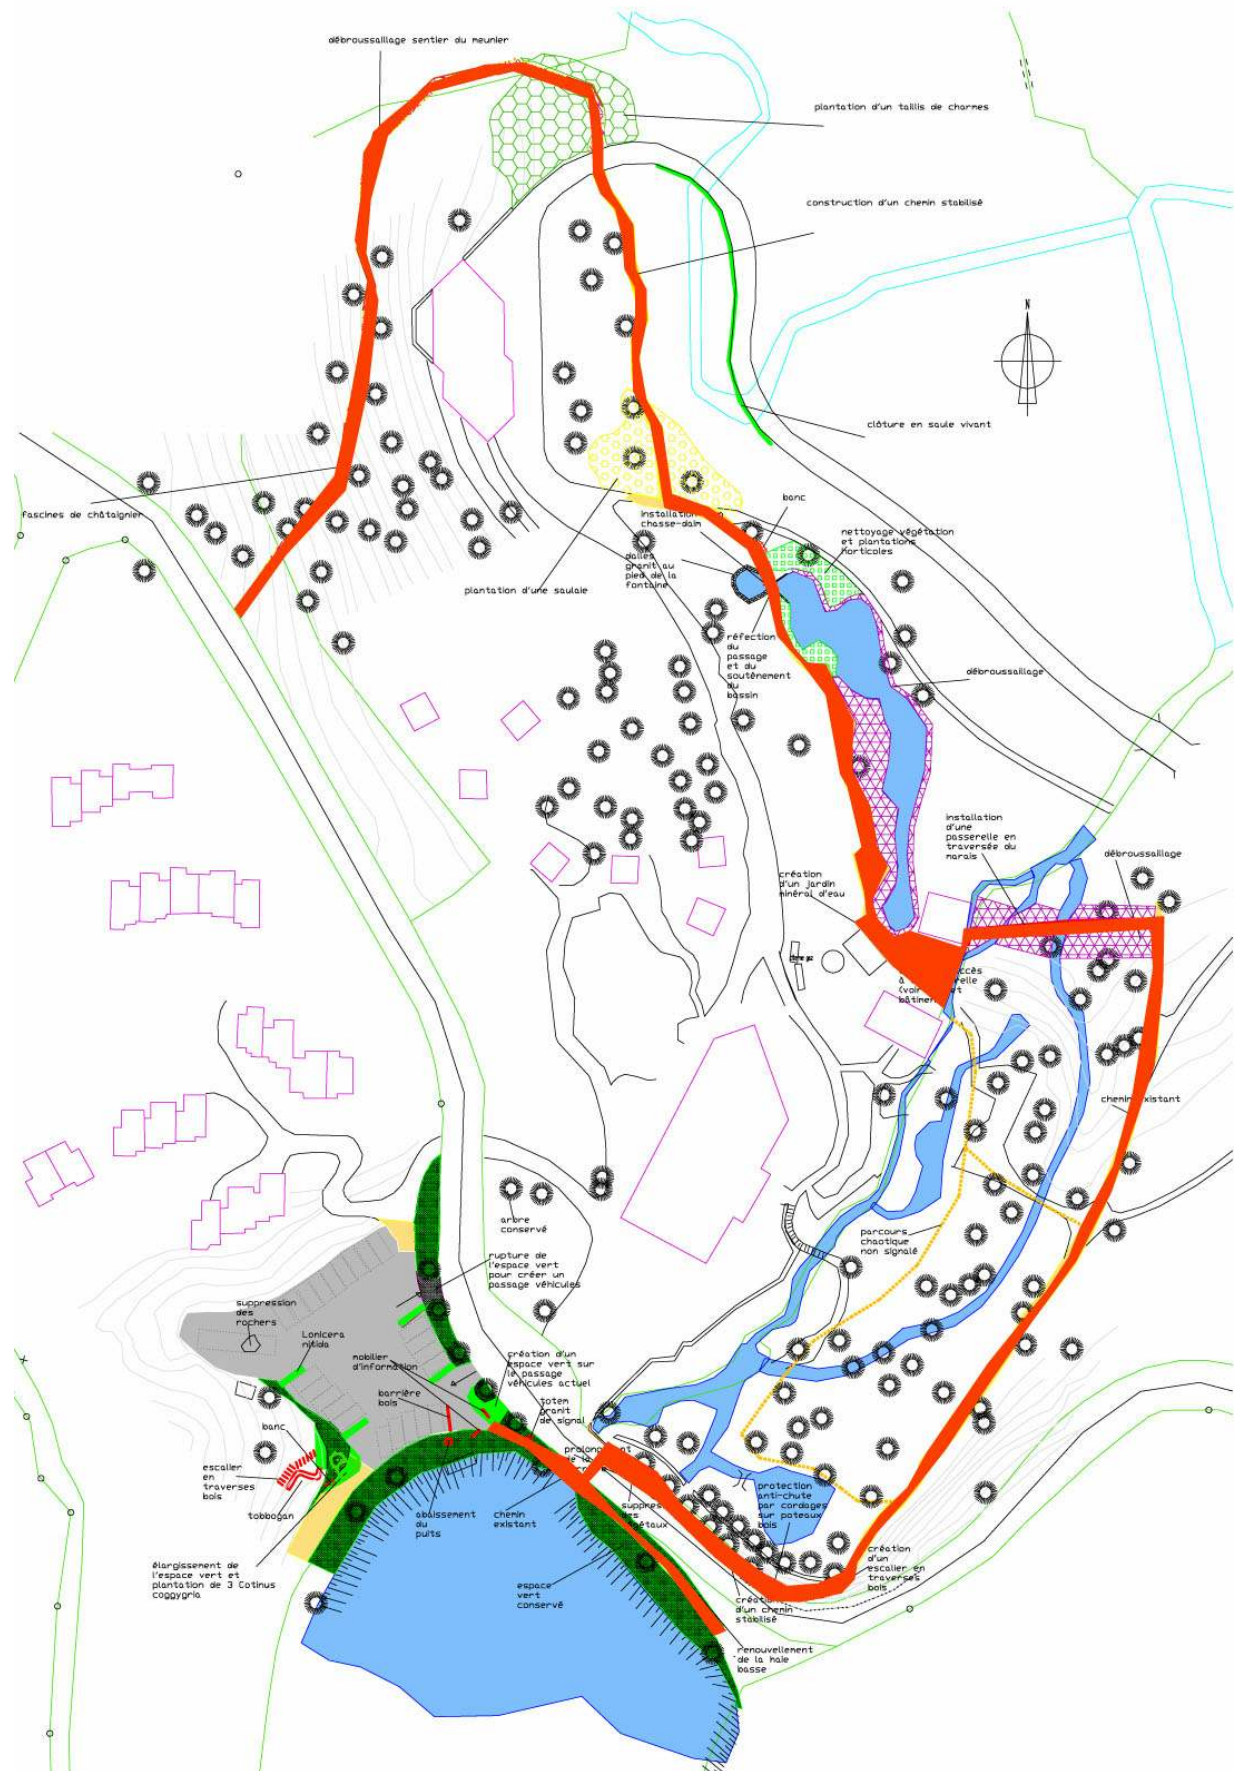 débroussaillage sentier du meunier
plantation d'un taillis de charmes
construction d'un chemin stabilisé
N
clôture en saule vivant
fascines de châtaignier
banc
installation
chasse-daim
nettoyage végétation
et plantations
horticoles
dalles
granit au
pied de la
fontaine
plantation d'une saulaie
réfection
du
passage
et du
soutènement
du
bassin
débroussaillage
installation
d'une
passerelle en
traversée du
marais
débroussaillage
création
d'un jardin
minéral d'eau
chemin existant
arbre
conservé
parcours
chaotique
non signalé
rupture de
l'espace vert
pour créer un
passage véhicules
suppression
des
rochers
Lonicera
nitida
mobilier
d'information
création d'un
espace vert sur
le passage
véhicules actuel
barrière
bois
totem
granit
de signal
banc
escalier
en
traverses
bois
protection
anti-chute
par cordages
sur poteaux
bois
tobbogan
abaissement
du
puits
chemin
existant
élargissement de
l'espace vert et
plantation de 3 Cotinus
coggygria
espace
vert
conservé
création
d'un
escalier en
traverses
bois
d'un chemin
stabilisé
renouvellement
de la haie
basse